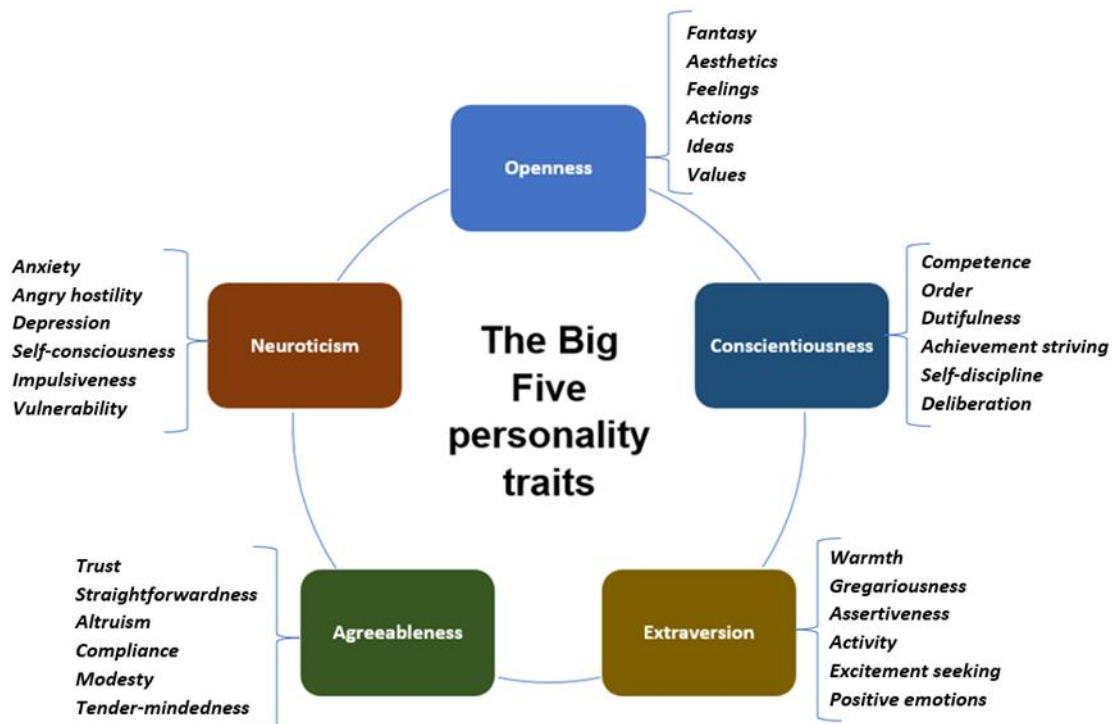 Fantasy
Aesthetics
Feelings
Actions
Ideas
Values
Openness
Anxiety
Angry hostility
Depression
Self-consciousness
Impulsiveness
Vulnerability
Neuroticism
The Big
Five
personality
traits
Conscientiousness
Competence
Order
Dutifulness
Achievement striving
Self-discipline
Deliberation
Trust
Straightforwardness
Altruism
Compliance
Modesty
Tender-mindedness
Agreeableness
Extraversion
Warmth
Gregariousness
Assertiveness
Activity
Excitement seeking
Positive emotions